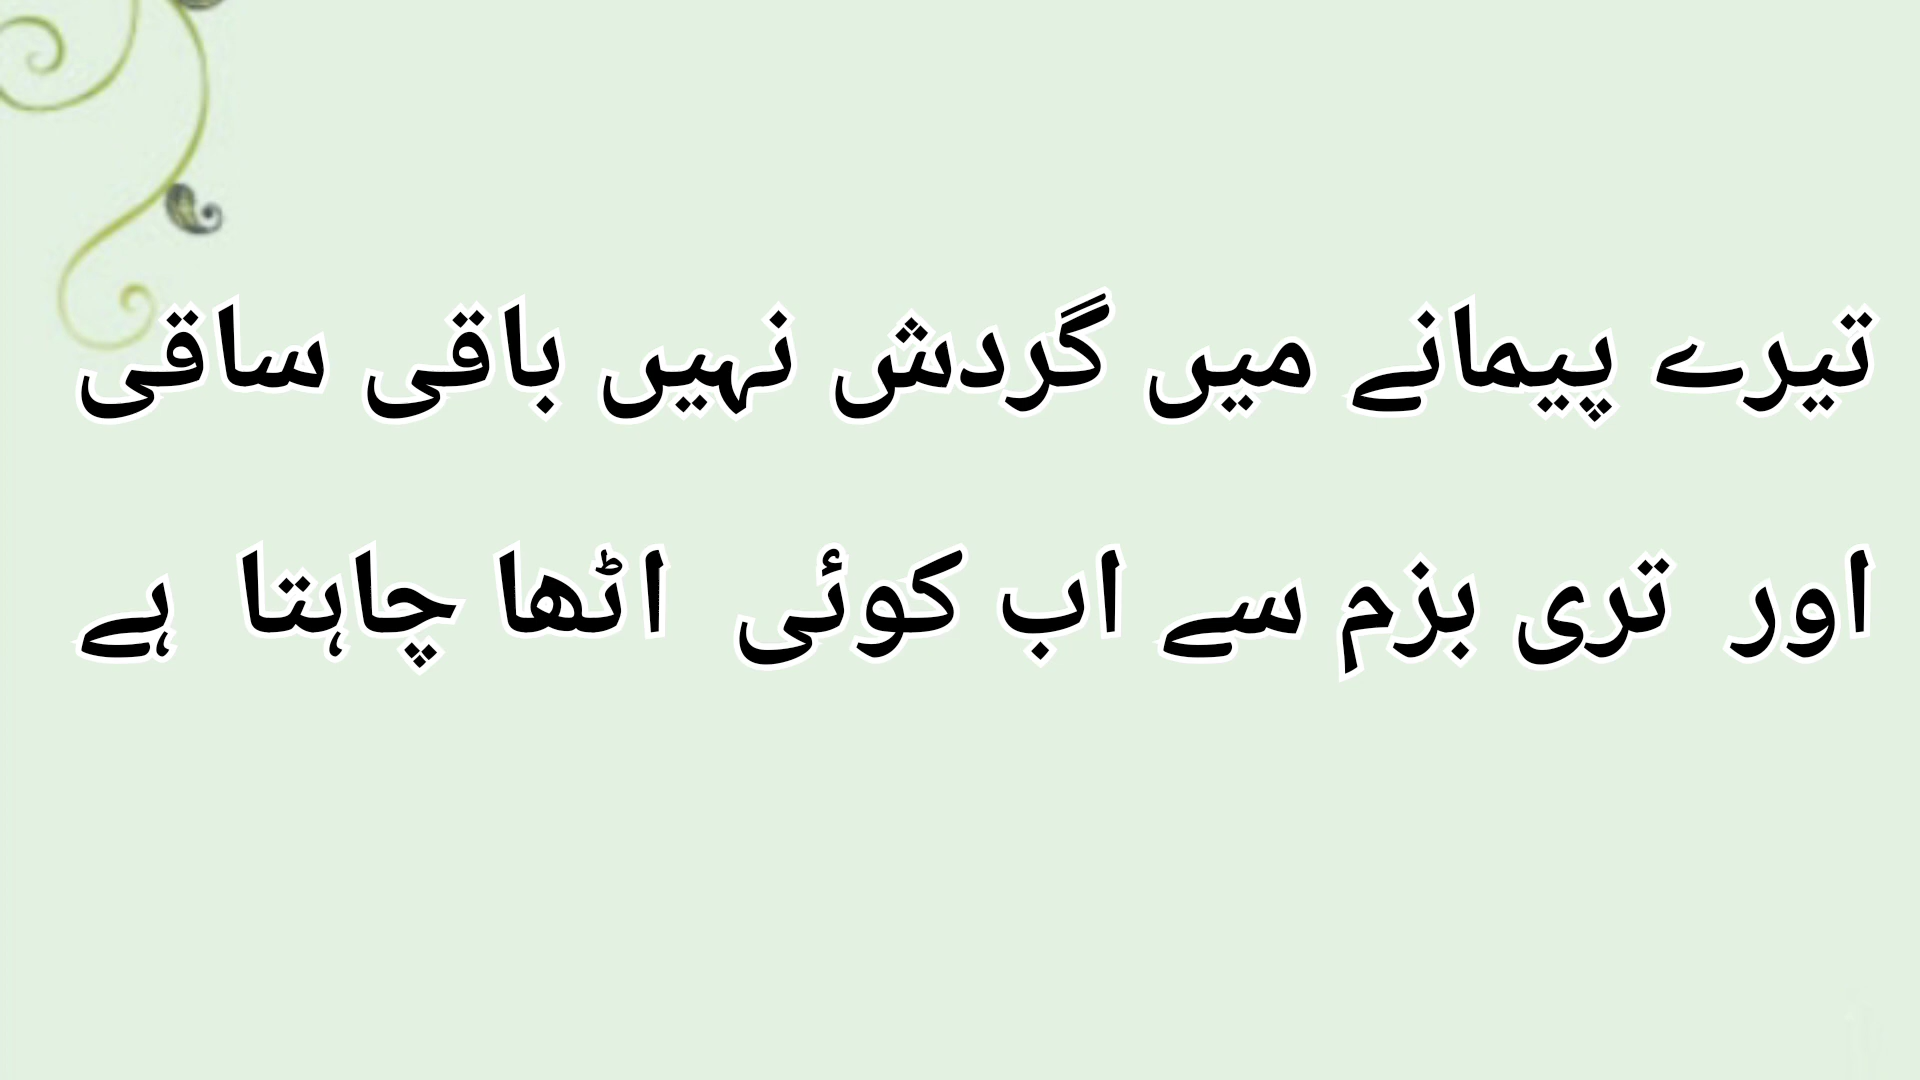 تیرے پیمانے میں گردش نہیں باقی ساقی
اور تری بزم سے اب کوئی اٹھا چاہتا ہے